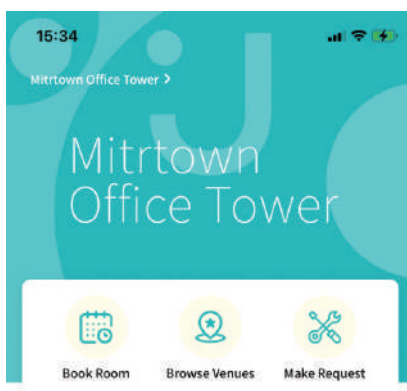 15:34
Mitrtown Office Tower >
Mitrtown
Office Tower
Book Room
Browse Venues
Make Request